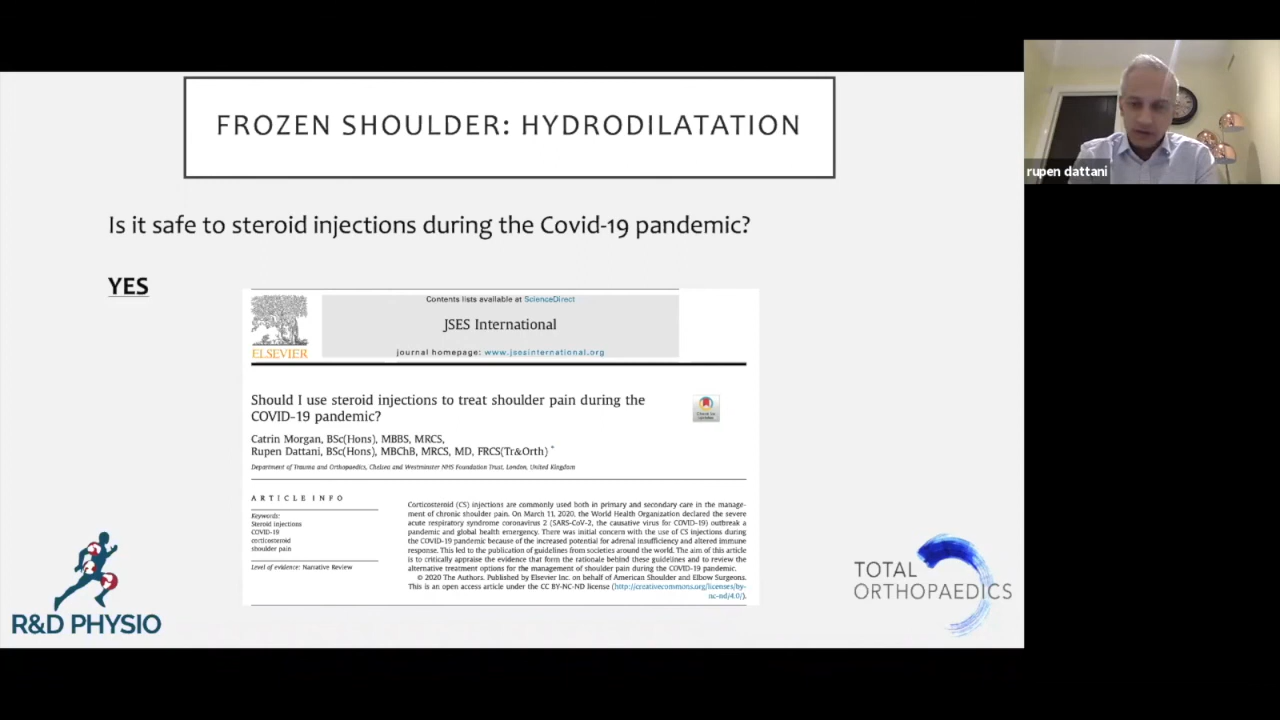 FROZEN SHOULDER: HYDRODILATATION
rupen dattani
Is it safe to steroid injections during the Covid-19 pandemic?
YES
Contents lists available at ScienceDirect
JSES International
ELSEVIER
journal homepage: www.jsesinternational.org
Should I use steroid injections to treat shoulder pain during the
COVID-19 pandemic?
Catrin Morgan, BSc(Hons), MBBS, MRCS,
Rupen Dattani, BSc(Hons), MBChB, MRCS, MD, FRCS(Tr&Orth) *
Department of Trauma and Orthopaedics, Chelsea and Westminster NHS Foundation Trust, London, United Kingdom
ARTICLE INFO
Keywords:
Steroid injections
COVID-19
corticosteroid
shoulder pain
Level of evidence: Narrative Review
Corticosteroid (CS) injections are commonly used both in primary and secondary care in the manage-
ment of chronic shoulder pain. On March 11, 2020, the World Health Organization declared the severe
acute respiratory syndrome coronavirus 2 (SARS-CoV-2, the causative virus for COVID-19) outbreak a
pandemic and global health emergency. There was initial concern with the use of CS injections during
the COVID-19 pandemic because of the increased potential for adrenal insufficiency and altered immune
response. This led to the publication of guidelines from societies around the world. The aim of this article
is to critically appraise the evidence that form the rationale behind these guidelines and to review the
alternative treatment options for the management of shoulder pain during the COVID-19 pandemic.
© 2020 The Authors. Published by Elsevier Inc. on behalf of American Shoulder and Elbow Surgeons.
This is an open access article under the CC BY-NC-ND license (http://creativecommons.org/licenses/by-
nc-nd/4.0/).
R&D PHYSIO
TOTAL
ORTHOPAEDICS